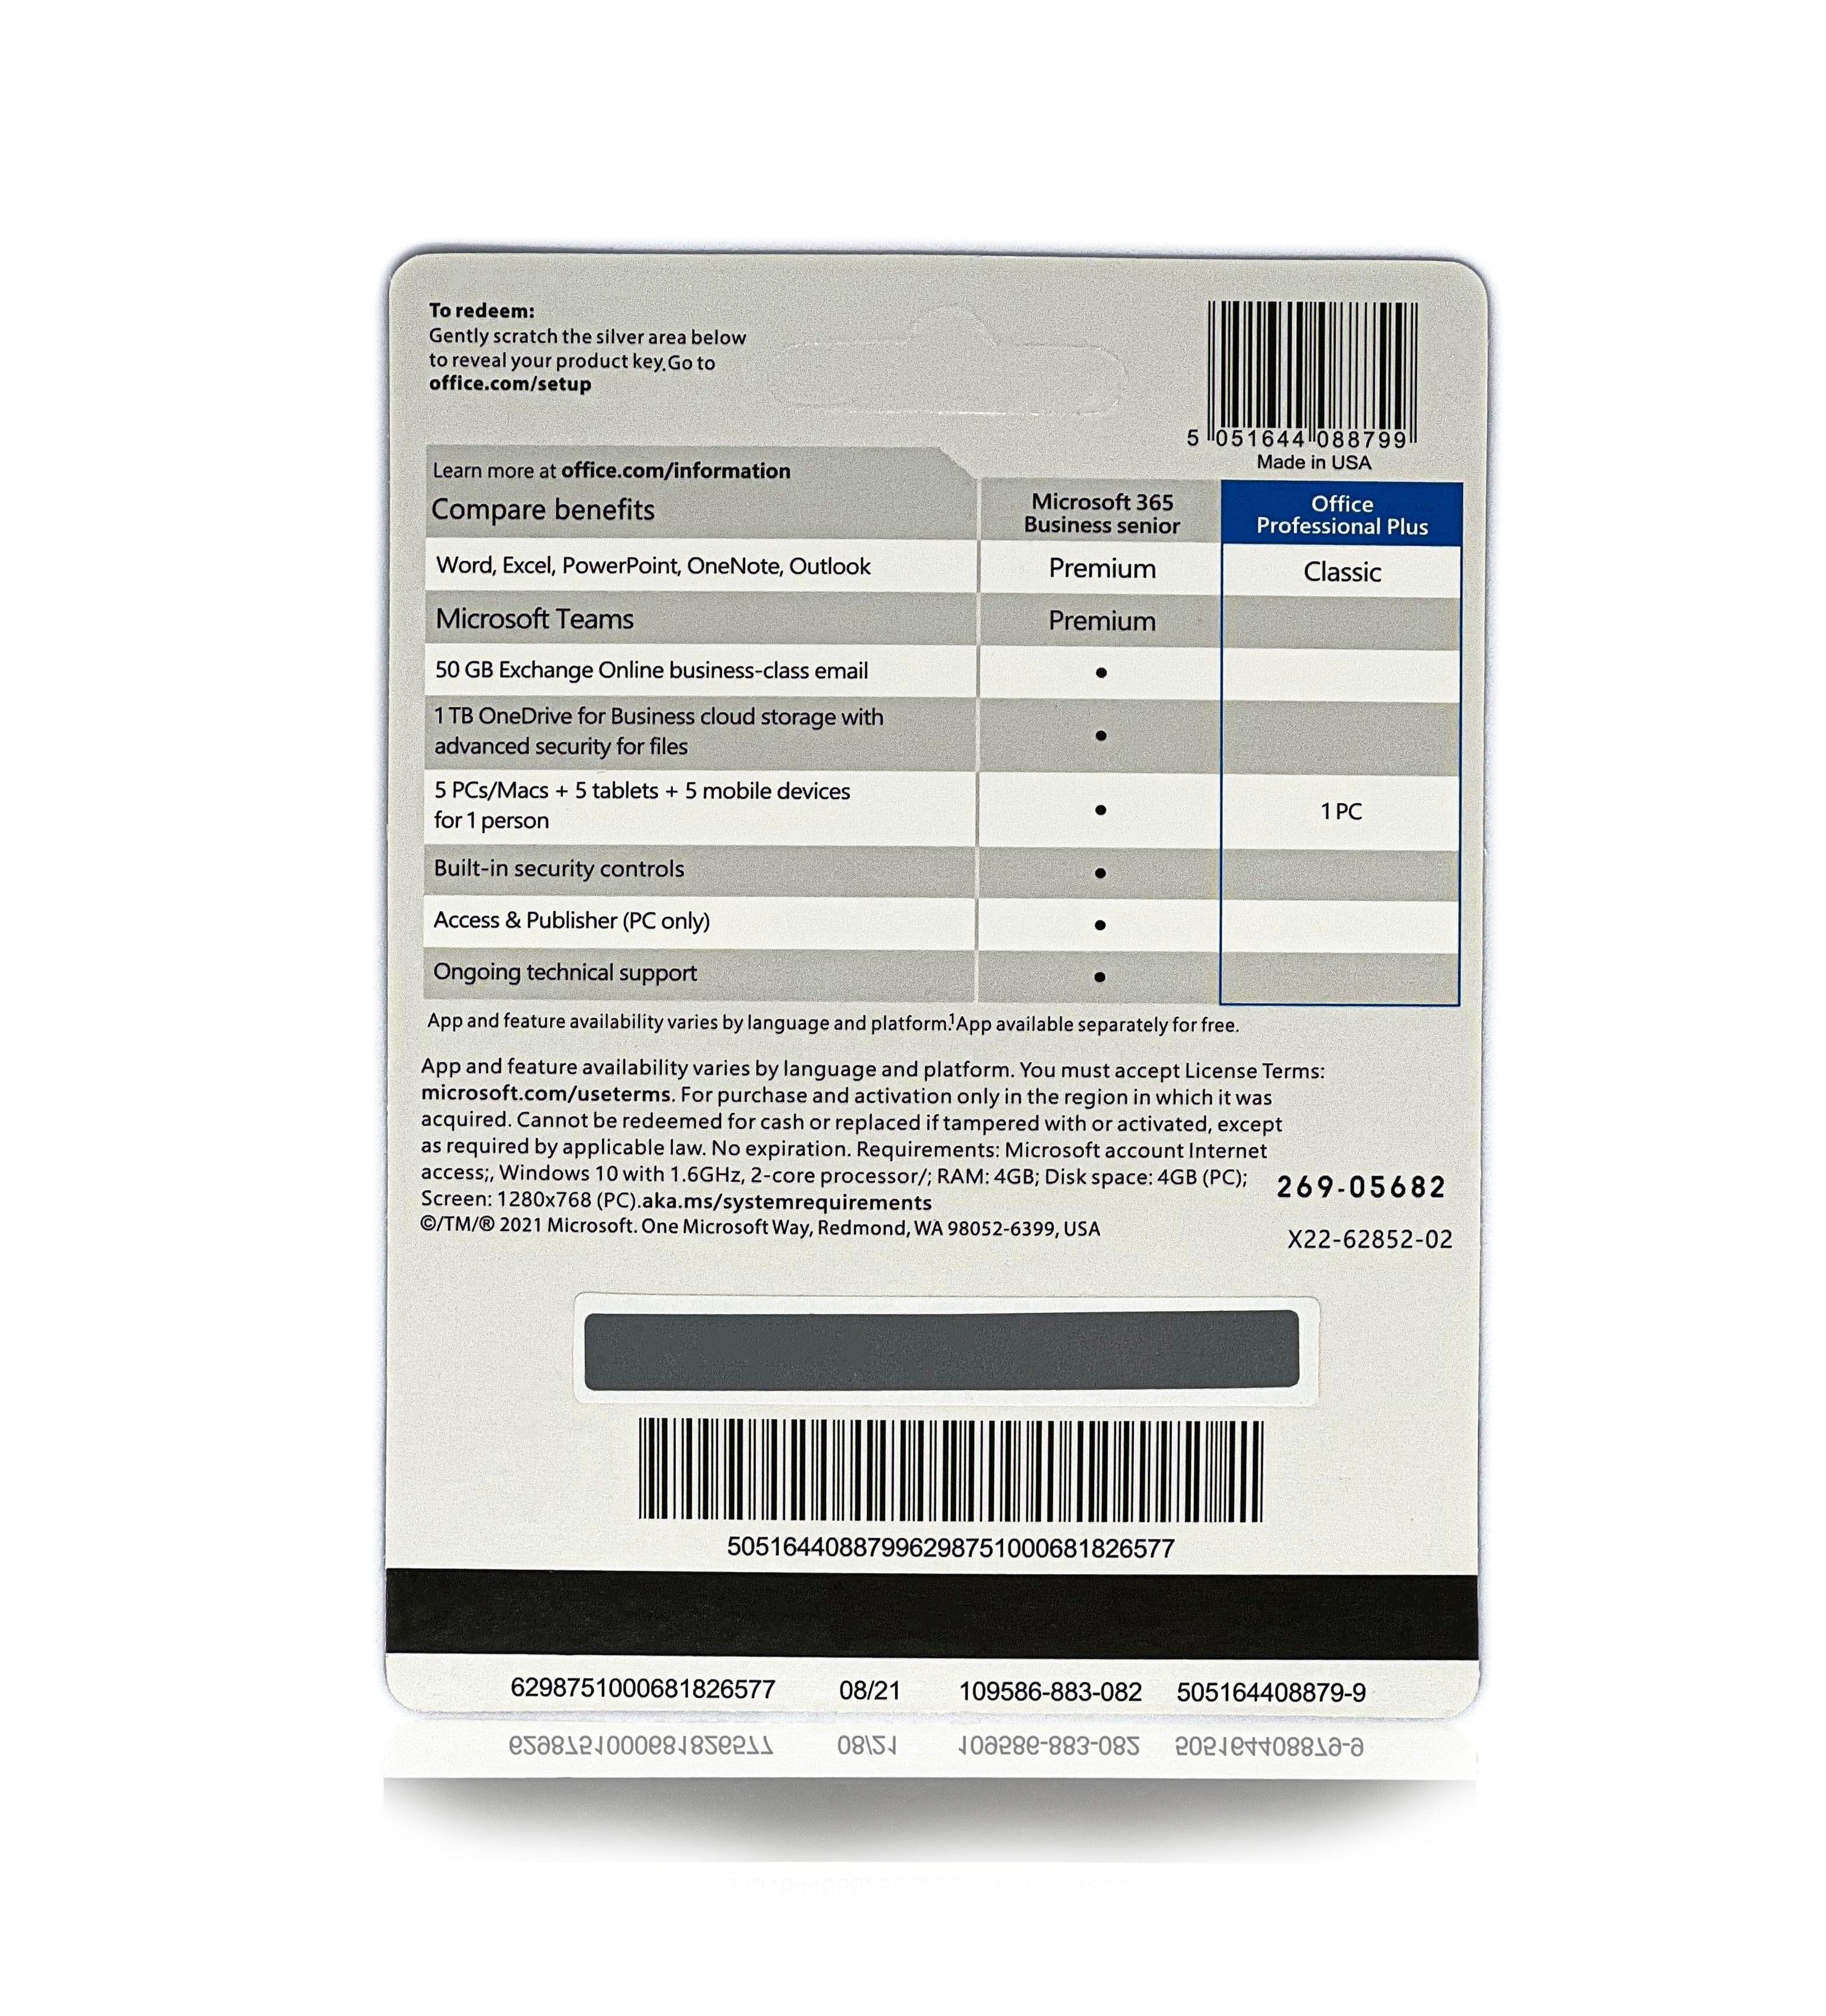 To redeem:
Gently scratch the silver area below
to reveal your product key.Go to
office.com/setup
5 051644 088799
Made in USA
Learn more at office.com/information
Compare benefits
Microsoft 365
Business senior
Office
Professional Plus
Word, Excel, PowerPoint, OneNote, Outlook Premium Classic
Microsoft Teams Premium
50 GB Exchange Online business-class email •
1 TB OneDrive for Business cloud storage with
advanced security for files •
5 PCs/Macs + 5 tablets + 5 mobile devices
for 1 person • 1 PC
Built-in security controls •
Access & Publisher (PC only) •
Ongoing technical support •
App and feature availability varies by language and platform.¹App available separately for free.
App and feature availability varies by language and platform. You must accept License Terms:
microsoft.com/useterms. For purchase and activation only in the region in which it was
acquired. Cannot be redeemed for cash or replaced if tampered with or activated, except
as required by applicable law. No expiration. Requirements: Microsoft account Internet
access;, Windows 10 with 1.6GHz, 2-core processor/; RAM: 4GB; Disk space: 4GB (PC);
Screen: 1280x768 (PC).aka.ms/systemrequirements
©/TM/® 2021 Microsoft. One Microsoft Way, Redmond, WA 98052-6399, USA
269-05682
X22-62852-02
5051644088799629875100068182657​7
6298751000681826577 08/21 109586-883-082 505164408879-9